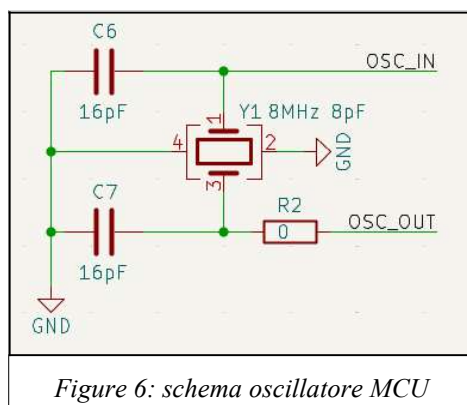 C6
OSC_IN
16pF
Y1 8MHz 8pF
1
4
2
GND
3
C7
R2
0
OSC_OUT
16pF
GND
Figure 6: schema oscillatore MCU